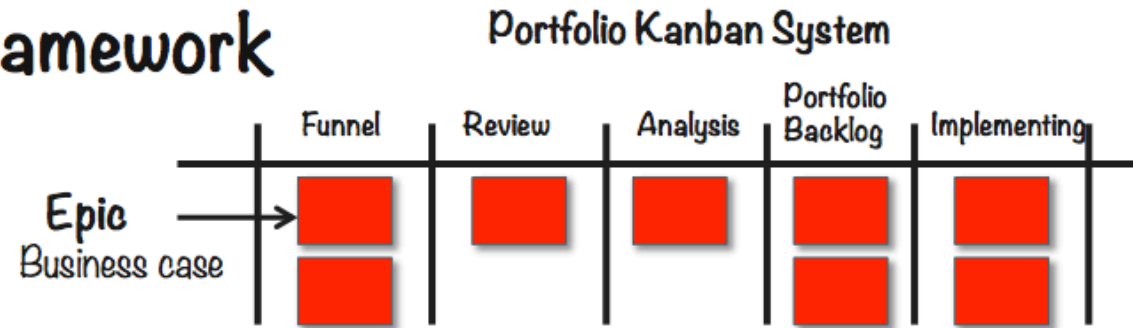 amework
Portfolio Kanban System
Funnel
Review
Analysis
Portfolio
Backlog
Implementing
Epic
Business case